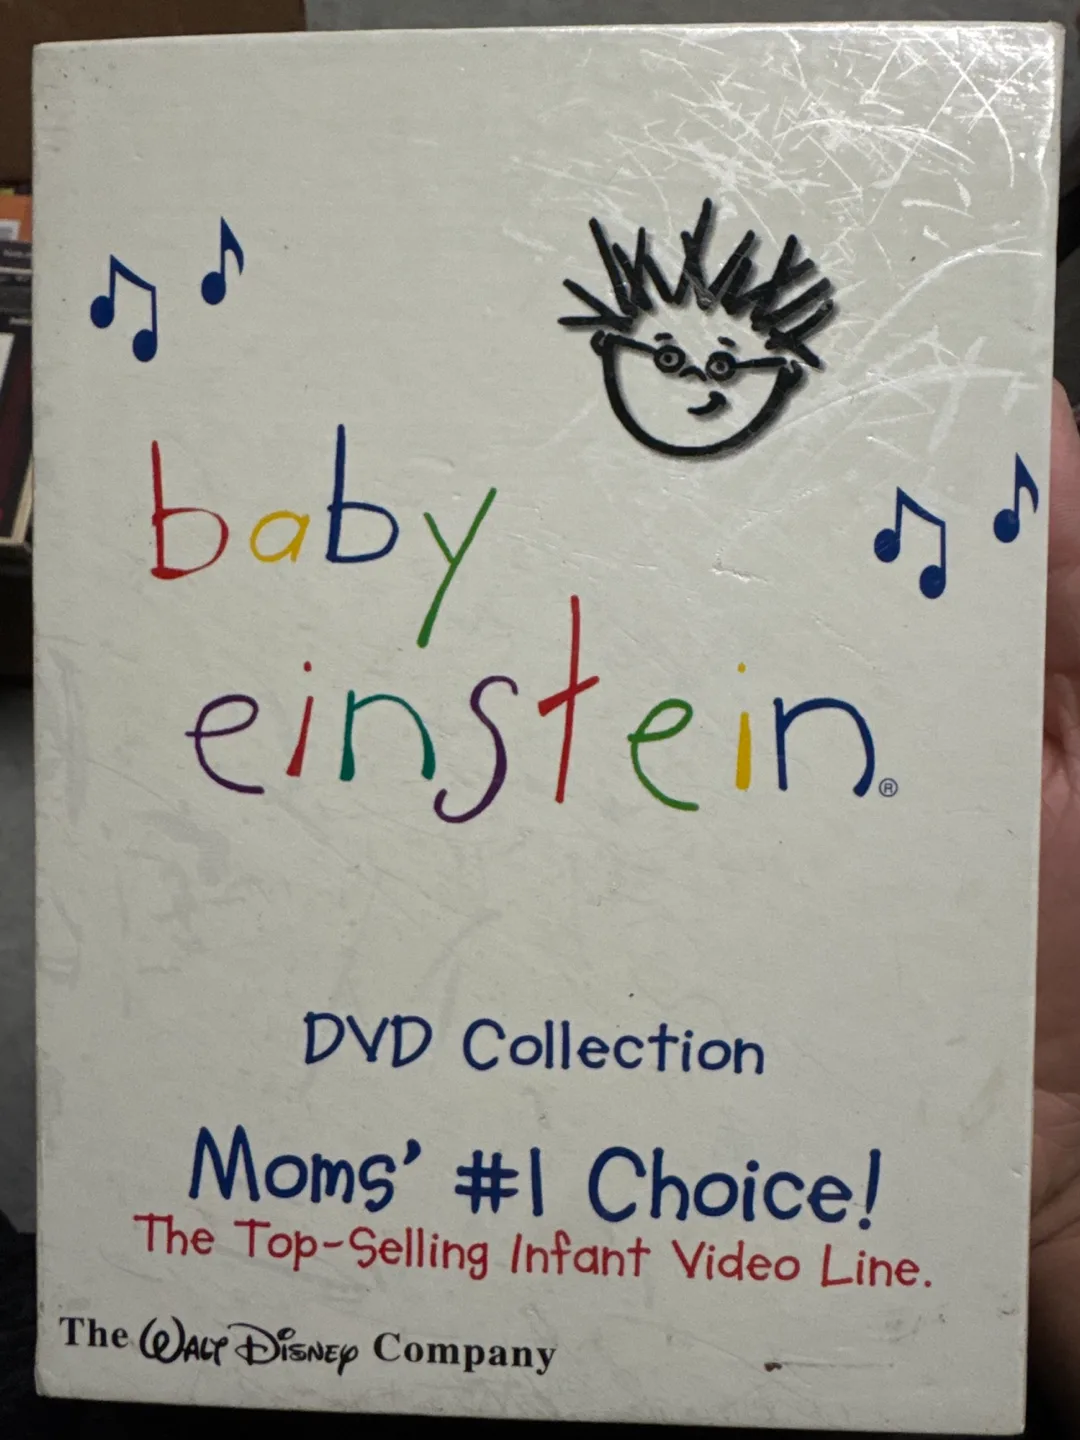 baby
einstein®
DVD Collection
Moms' #1 Choice!
The Top-Selling Infant Video Line.
The Walt Disney Company